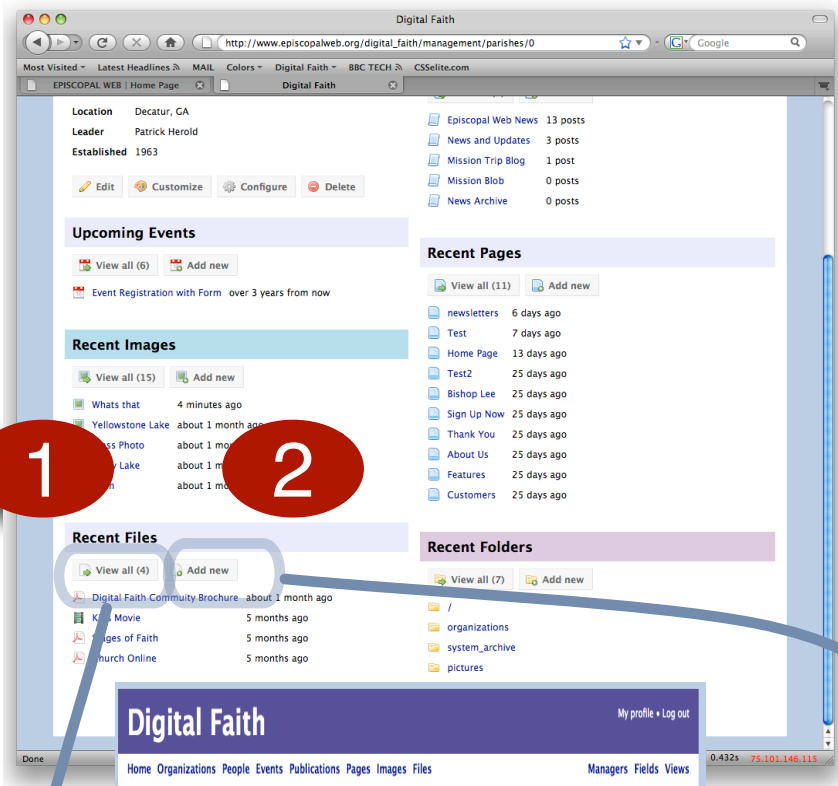 Digital Faith
http://www.episcopalweb.org/digital_faith/management/parishes/0
Google
Most Visited Latest Headlines MAIL Colors Digital Faith BBC TECH CSSelite.com
EPISCOPAL WEB | Home Page Digital Faith
Location Decatur, GA
Leader Patrick Herold
Established 1963
Edit Customize Configure Delete
Upcoming Events
View all (6) Add new
Event Registration with Form over 3 years from now
Recent Images
View all (15) Add new
Whats that 4 minutes ago
Yellowstone Lake about 1 month ago
Photo about 1
Lake about 1
about 1
1
2
Recent Files
View all (4) Add new
Digital Faith Commuity Brochure about 1 month ago
Movie 5 months ago
of Faith 5 months ago
Church Online 5 months ago
Episcopal Web News 13 posts
News and Updates 3 posts
Mission Trip Blog 1 post
Mission Blob 0 posts
News Archive 0 posts
Recent Pages
View all (11) Add new
newsletters 6 days ago
Test 7 days ago
Home Page 13 days ago
Test2 25 days ago
Bishop Lee 25 days ago
Sign Up Now 25 days ago
Thank You 25 days ago
About Us 25 days ago
Features 25 days ago
Customers 25 days ago
Recent Folders
View all (7) Add new
/
organizations
system_archive
pictures
Digital Faith
My profile • Log out
Home Organizations People Events Publications Pages Images Files Managers Fields Views
Done 0.432s 75.101.146.115